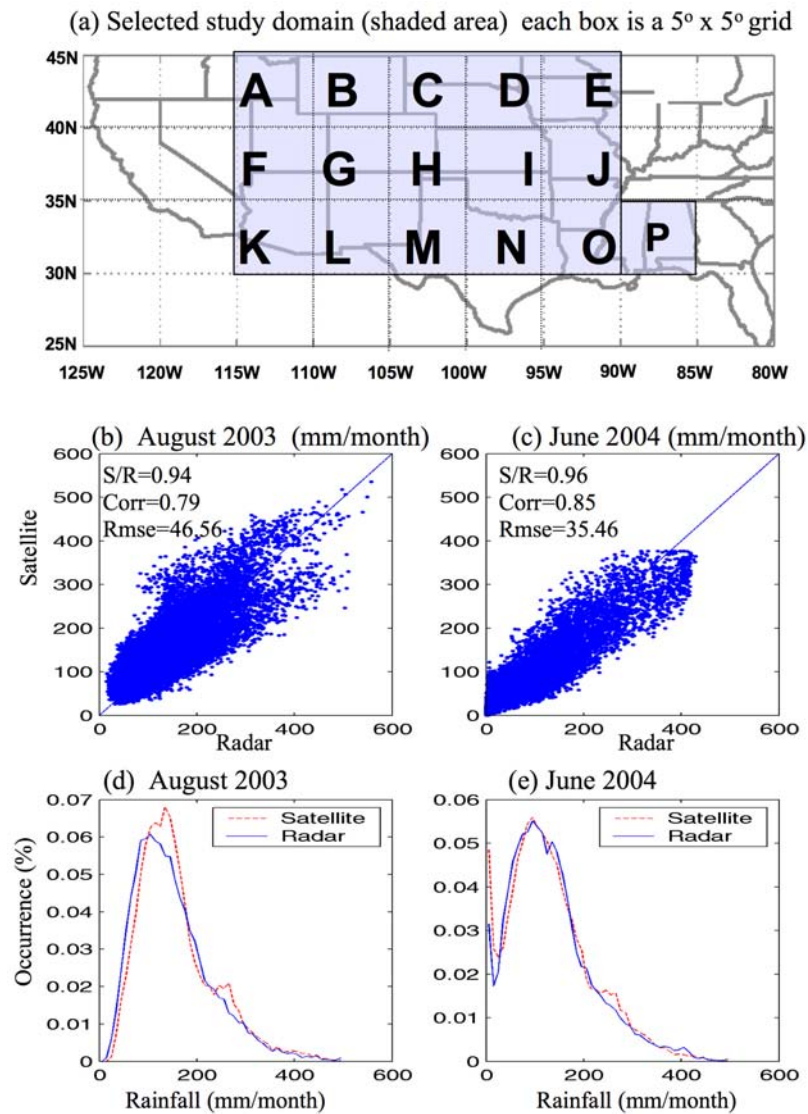 (a) Selected study domain (shaded area) each box is a 5º x 5º grid
45N
A B C D E
40N
F G H I J
35N
K L M N O P
30N
25N
125W 120W 115W 110W 105W 100W 95W 90W 85W 80W
(b) August 2003 (mm/month)
600
S/R=0.94
Corr=0.79
Rmse=46.56
500
400
300
200
100
0
Satellite
0 200 400 600
Radar
(c) June 2004 (mm/month)
600
S/R=0.96
Corr=0.85
Rmse=35.46
500
400
300
200
100
0
0 200 400 600
Radar
(d) August 2003
0.07
0.06
0.05
0.04
0.03
0.02
0.01
0
Occurrence (%)
Satellite
Radar
0 200 400 600
Rainfall (mm/month)
(e) June 2004
0.06
0.05
0.04
0.03
0.02
0.01
0
Satellite
Radar
0 200 400 600
Rainfall (mm/month)